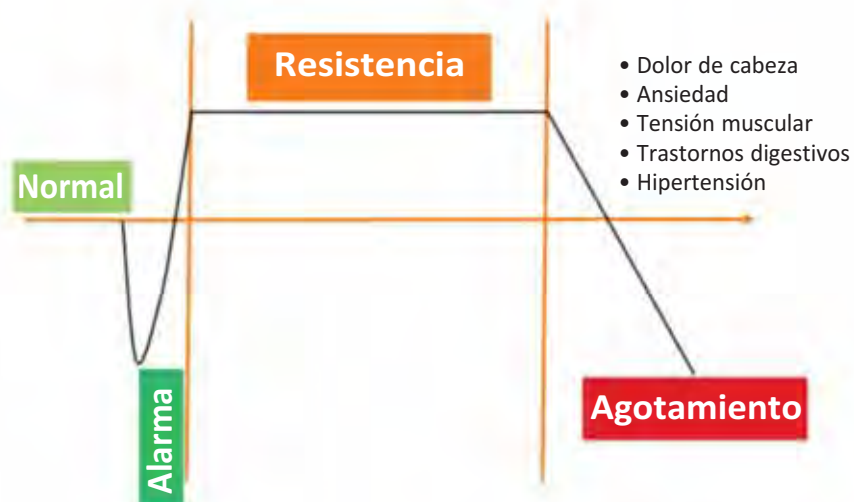 Resistencia
• Dolor de cabeza
• Ansiedad
• Tensión muscular
• Trastornos digestivos
• Hipertensión
Normal
Alarma
Agotamiento